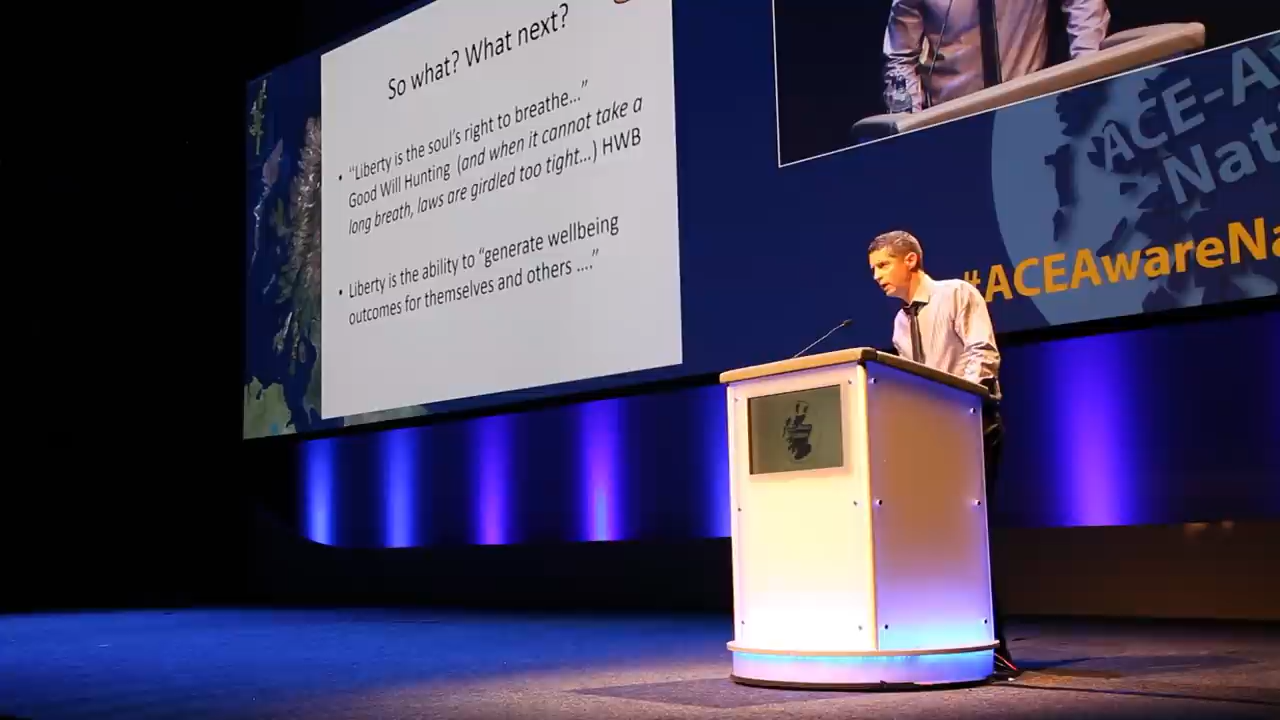 So what? What next?
• “Liberty is the soul’s right to breathe...”
Good Will Hunting (and when it cannot take a
long breath, laws are girdled too tight...) HWB
• Liberty is the ability to “generate wellbeing
outcomes for themselves and others ....”
ACE-A
Nat
#ACEAwareNa